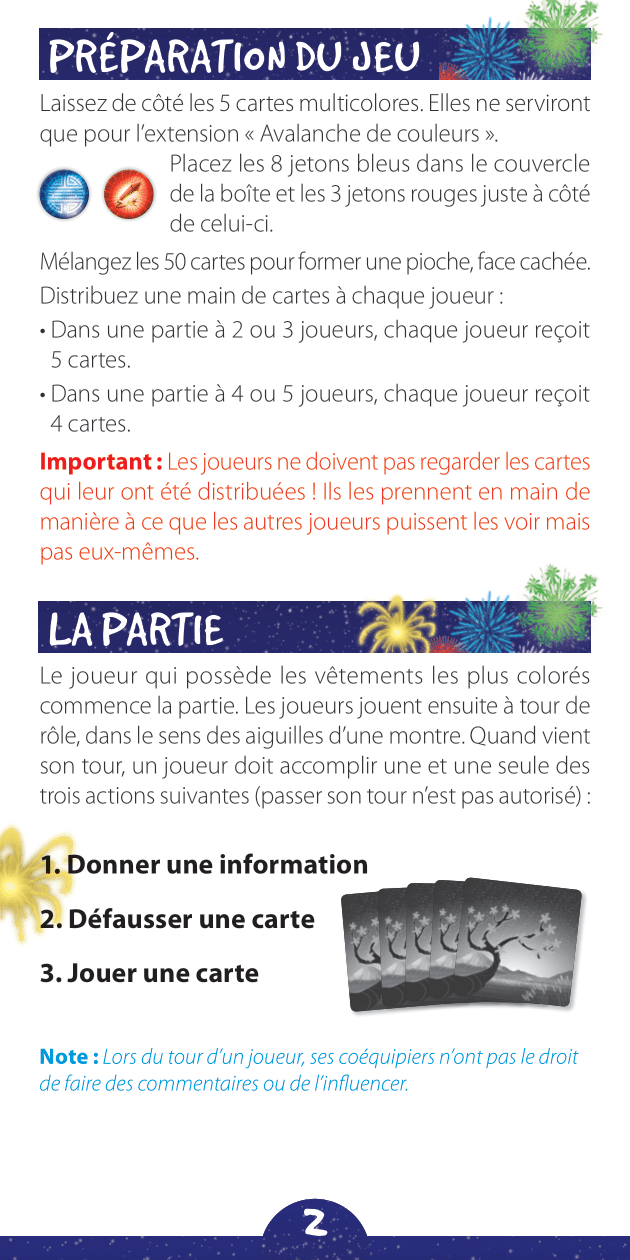 PRÉPARATION DU JEU
Laissez de côté les 5 cartes multicolores. Elles ne serviront
que pour l’extension « Avalanche de couleurs ».
Placez les 8 jetons bleus dans le couvercle
de la boîte et les 3 jetons rouges juste à côté
de celui-ci.
Mélangez les 50 cartes pour former une pioche, face cachée.
Distribuez une main de cartes à chaque joueur :
• Dans une partie à 2 ou 3 joueurs, chaque joueur reçoit
5 cartes.
• Dans une partie à 4 ou 5 joueurs, chaque joueur reçoit
4 cartes.
Important : Les joueurs ne doivent pas regarder les cartes
qui leur ont été distribuées ! Ils les prennent en main de
manière à ce que les autres joueurs puissent les voir mais
pas eux-mêmes.
LA PARTIE
Le joueur qui possède les vêtements les plus colorés
commence la partie. Les joueurs jouent ensuite à tour de
rôle, dans le sens des aiguilles d’une montre. Quand vient
son tour, un joueur doit accomplir une et une seule des
trois actions suivantes (passer son tour n’est pas autorisé) :
1. Donner une information
2. Défausser une carte
3. Jouer une carte
Note : Lors du tour d’un joueur, ses coéquipiers n’ont pas le droit
de faire des commentaires ou de l’influencer.
2